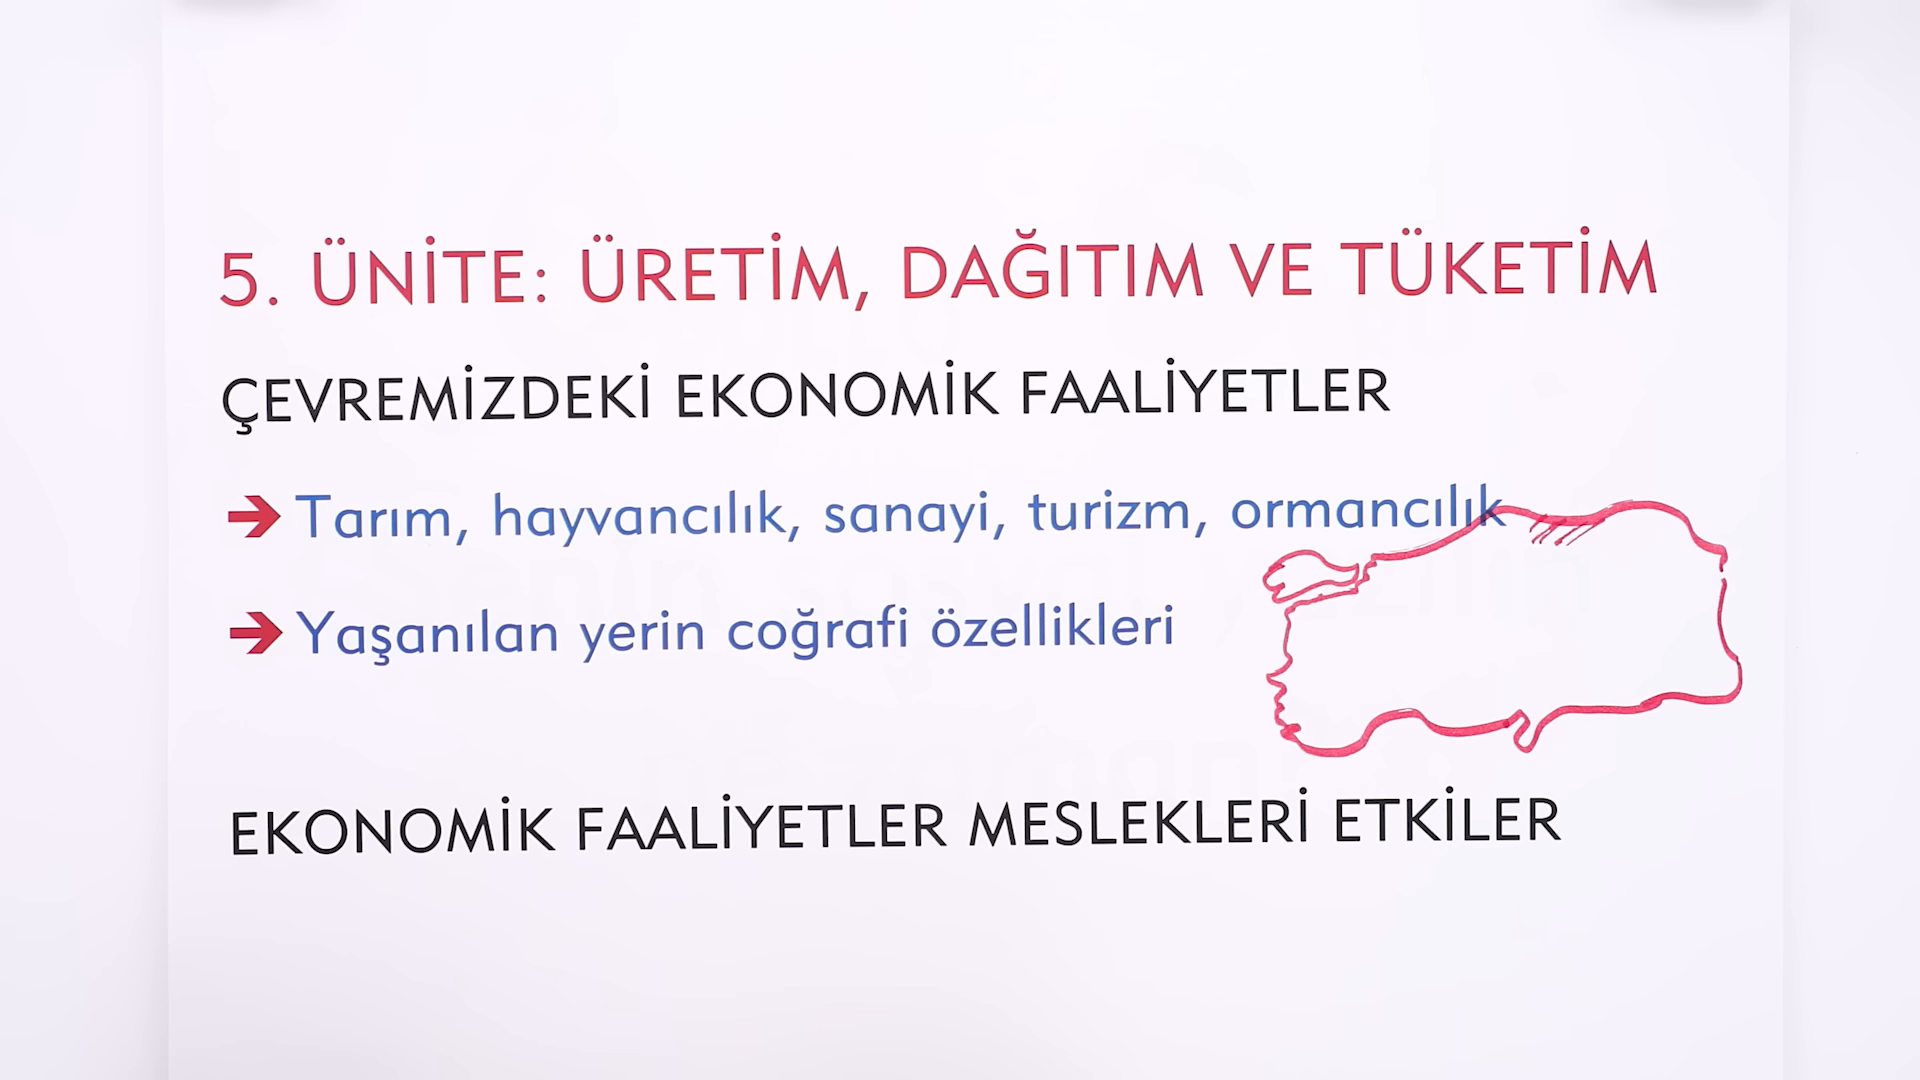 5. ÜNİTE: ÜRETİM, DAĞITIM VE TÜKETİM
ÇEVREMİZDEKİ EKONOMİK FAALİYETLER
➔ Tarım, hayvancılık, sanayi, turizm, ormancılık
➔ Yaşanılan yerin coğrafi özellikleri
EKONOMİK FAALİYETLER MESLEKLERİ ETKİLER